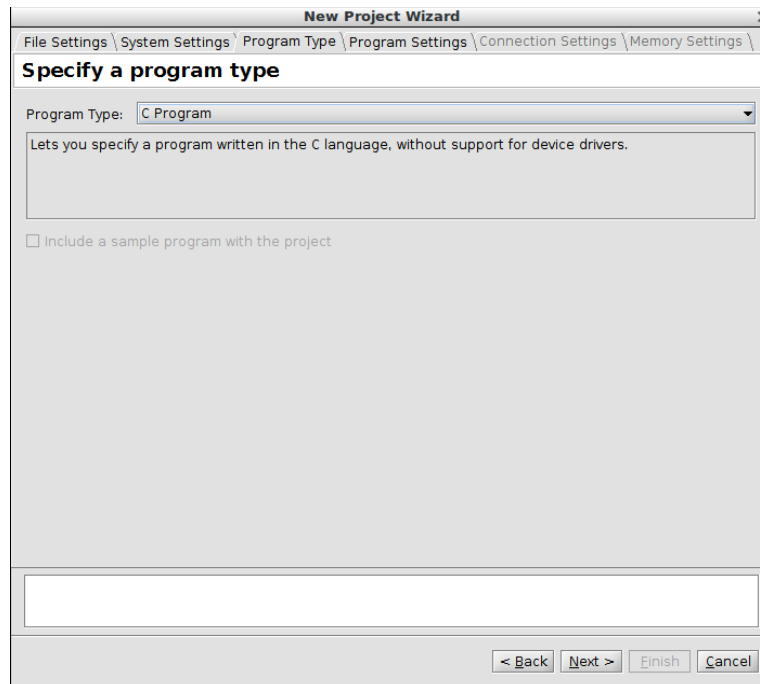 New Project Wizard
File Settings System Settings Program Type Program Settings Connection Settings Memory Settings
Specify a program type
Program Type: C Program
Lets you specify a program written in the C language, without support for device drivers.
Include a sample program with the project
< Back Next > Finish Cancel